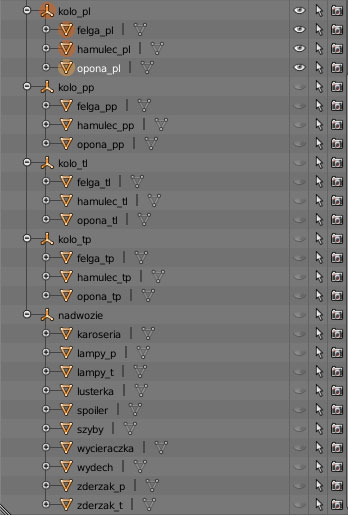 kolo_pl
felga_pl
hamulec_pl
opona_pl
kolo_pp
felga_pp
hamulec_pp
opona_pp
kolo_tl
felga_tl
hamulec_tl
opona_tl
kolo_tp
felga_tp
hamulec_tp
opona_tp
nadwozie
karoseria
lampy_p
lampy_t
lusterka
spoiler
szyby
wycieraczka
wydech
zderzak_p
zderzak_t